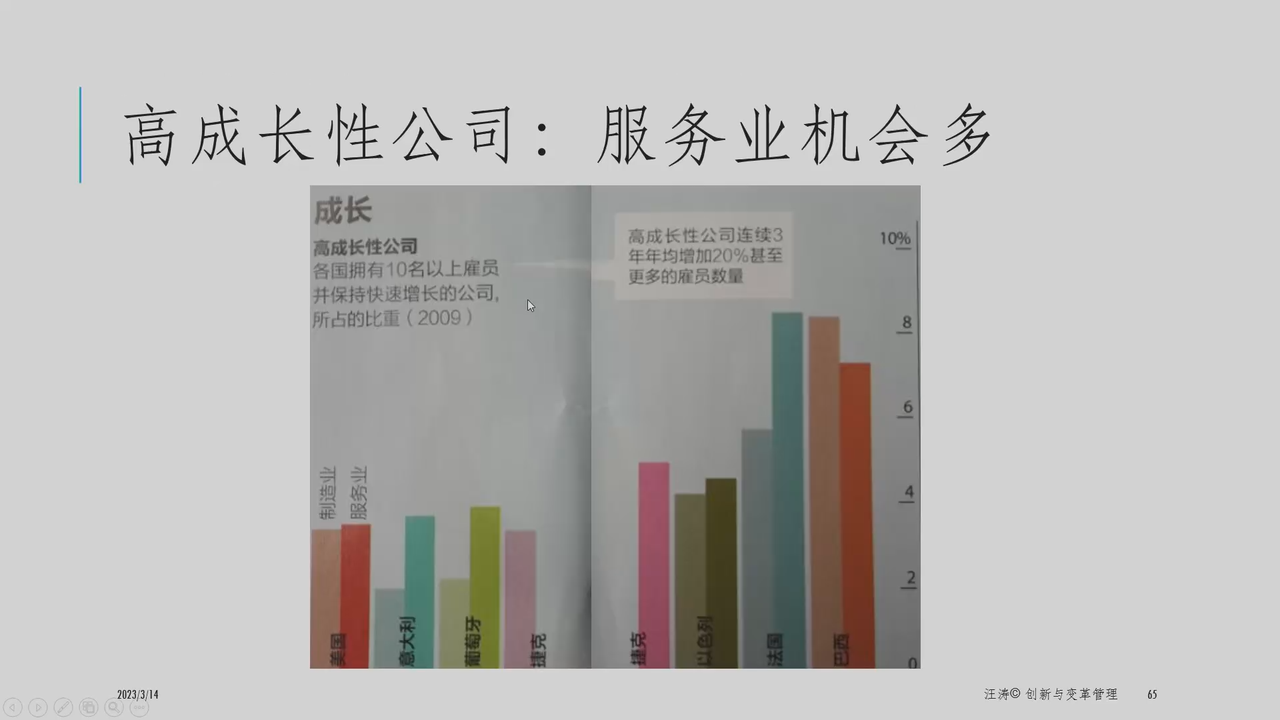 高成长性公司：服务业机会多
成长
高成长性公司
各国拥有10名以上雇员
并保持快速增长的公司，
所占的比重（2009）
高成长性公司连续3
年年均增加20%甚至
更多的雇员数量
10%
8
6
4
2
0
制造业
服务业
美国
意大利
葡萄牙
捷克
捷克
以色列
法国
巴西
2023/3/14
汪涛© 创新与变革管理
65